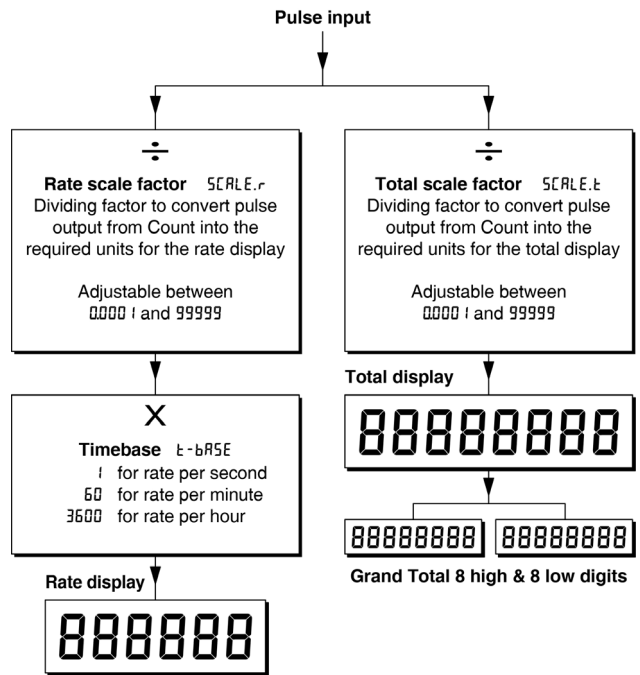 Pulse input
÷
Rate scale factor SCALE.r
Dividing factor to convert pulse
output from Count into the
required units for the rate display
Adjustable between
0.0001 and 99999
÷
Total scale factor SCALE.t
Dividing factor to convert pulse
output from Count into the
required units for the total display
Adjustable between
0.0001 and 99999
X
Timebase t-bASE
1 for rate per second
60 for rate per minute
3600 for rate per hour
Rate display
888888
Total display
88888888
88888888 88888888
Grand Total 8 high & 8 low digits